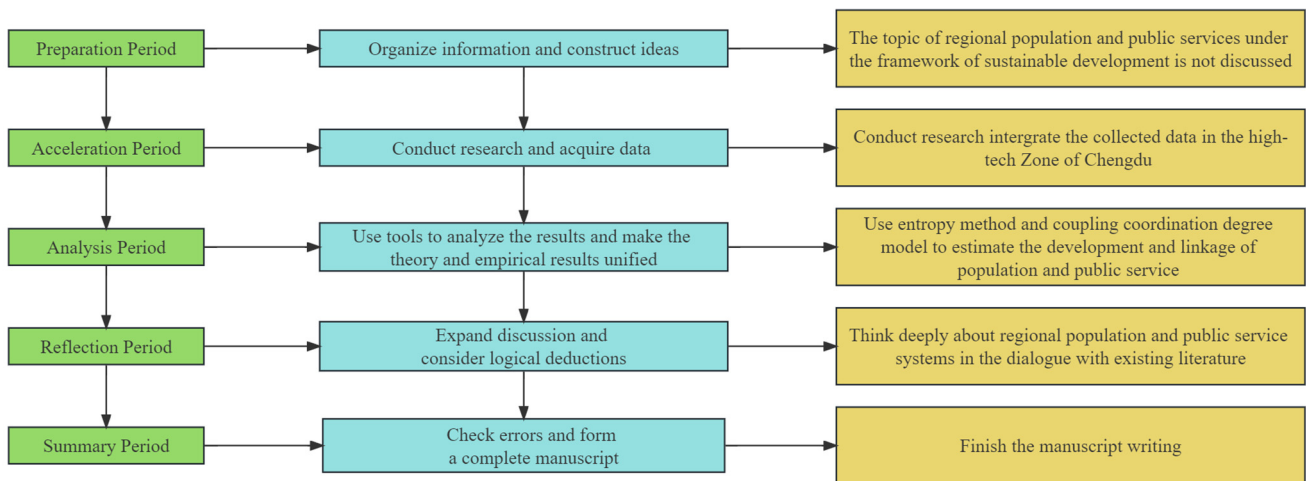 Preparation Period
Organize information and construct ideas
The topic of regional population and public services under
the framework of sustainable development is not discussed
Acceleration Period
Conduct research and acquire data
Conduct research intergrate the collected data in the high-
tech Zone of Chengdu
Analysis Period
Use tools to analyze the results and make the
theory and empirical results unified
Use entropy method and coupling coordination degree
model to estimate the development and linkage of
population and public service
Reflection Period
Expand discussion and
consider logical deductions
Think deeply about regional population and public service
systems in the dialogue with existing literature
Summary Period
Check errors and form
a complete manuscript
Finish the manuscript writing